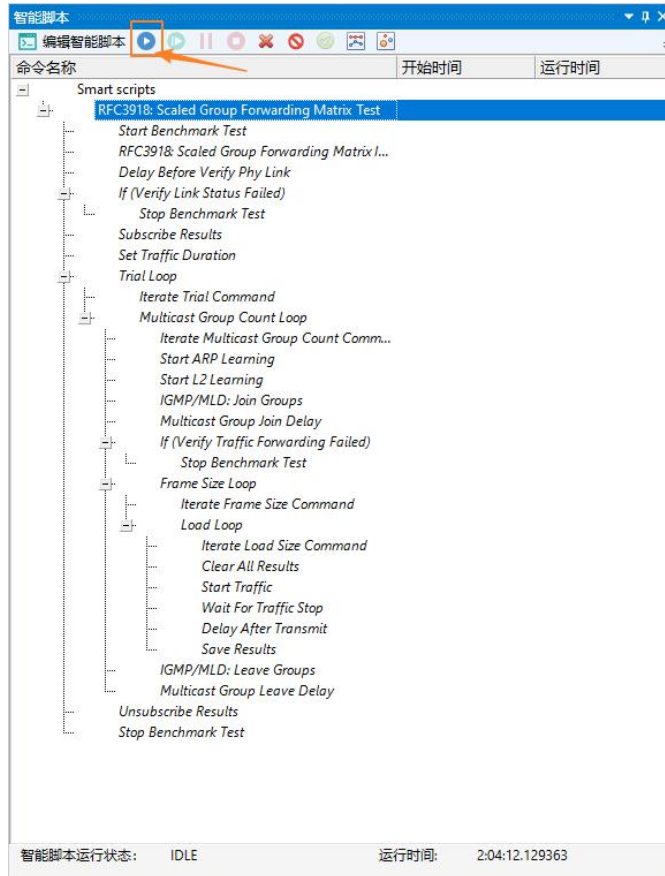 智能脚本
编辑智能脚本
命令名称 开始时间 运行时间
Smart scripts
RFC3918: Scaled Group Forwarding Matrix Test
Start Benchmark Test
RFC3918: Scaled Group Forwarding Matrix I...
Delay Before Verify Phy Link
If (Verify Link Status Failed)
Stop Benchmark Test
Subscribe Results
Set Traffic Duration
Trial Loop
Iterate Trial Command
Multicast Group Count Loop
Iterate Multicast Group Count Comm...
Start ARP Learning
Start L2 Learning
IGMP/MLD: Join Groups
Multicast Group Join Delay
If (Verify Traffic Forwarding Failed)
Stop Benchmark Test
Frame Size Loop
Iterate Frame Size Command
Load Loop
Iterate Load Size Command
Clear All Results
Start Traffic
Wait For Traffic Stop
Delay After Transmit
Save Results
IGMP/MLD: Leave Groups
Multicast Group Leave Delay
Unsubscribe Results
Stop Benchmark Test
智能脚本运行状态: IDLE 运行时间: 2:04:12.129363